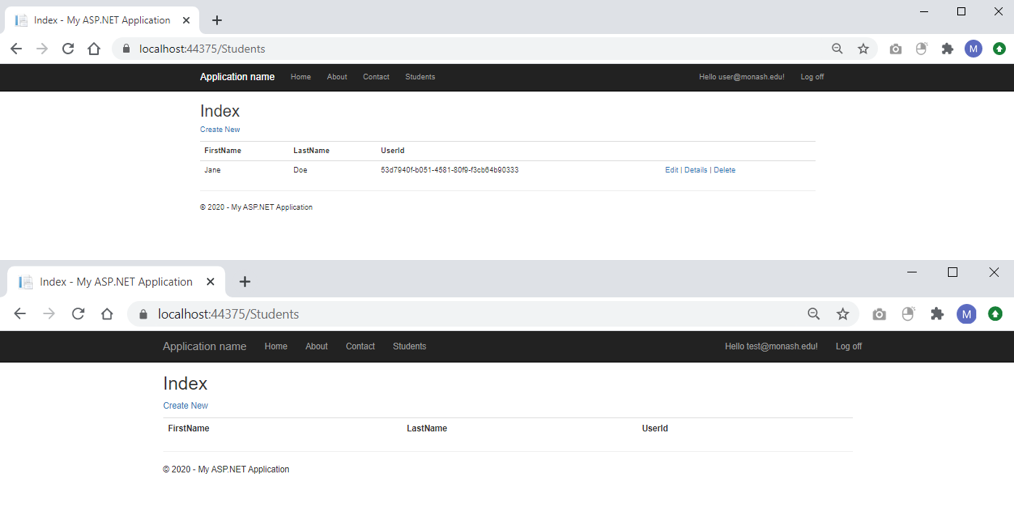 Index - My ASP.NET Application
localhost:44375/Students
M
Application name Home About Contact Students Hello user@monash.edu! Log off
Index
Create New
FirstName LastName UserId
Jane Doe 53d7940f-b051-4581-80f9-f3cb64b90333 Edit | Details | Delete
© 2020 - My ASP.NET Application
Index - My ASP.NET Application
localhost:44375/Students
M
Application name Home About Contact Students Hello test@monash.edu! Log off
Index
Create New
FirstName LastName UserId
© 2020 - My ASP.NET Application